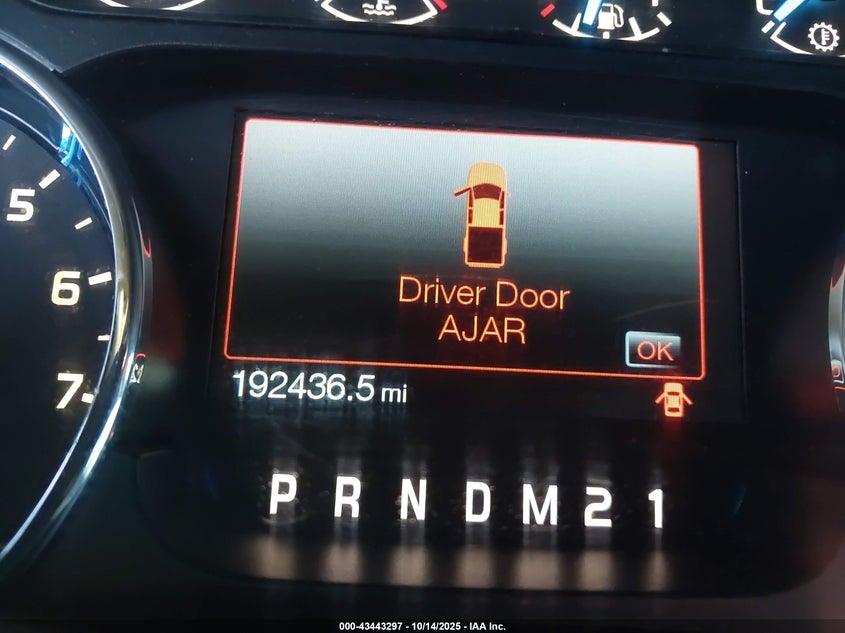 5
6
7
Driver Door
AJAR
OK
192436.5 mi
P R N D M 2 1
000-43443297 - 10/14/2025 - IAA Inc.